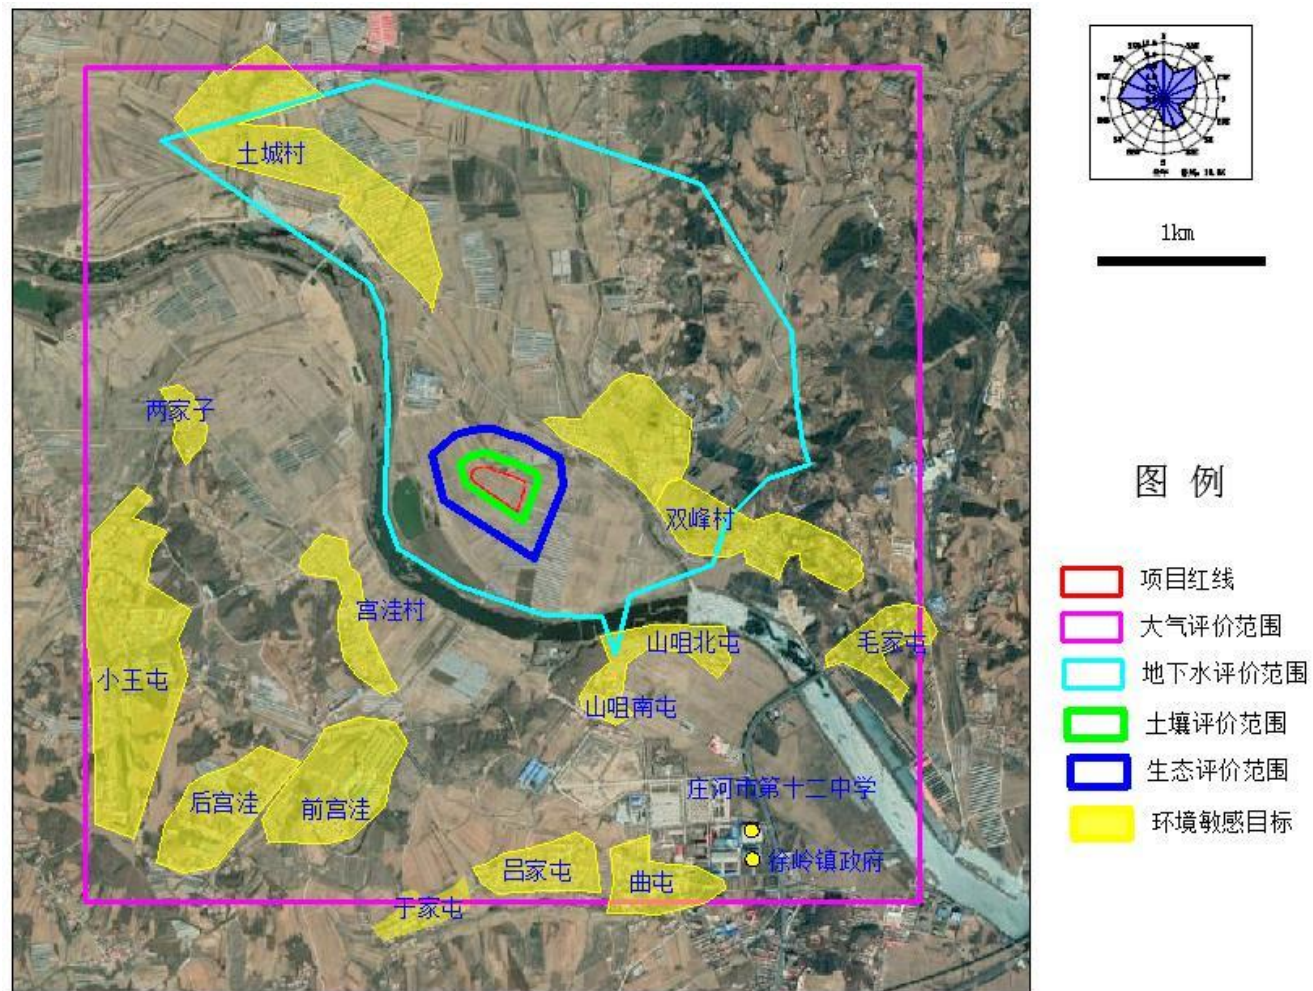 土城村
两家子
双峰村
宫洼村
山咀北屯
毛家屯
小王屯
山咀南屯
庄河市第十二中学
后宫洼
前宫洼
吕家屯
曲屯
徐岭镇政府
于家屯
1km
图 例
项目红线
大气评价范围
地下水评价范围
土壤评价范围
生态评价范围
环境敏感目标